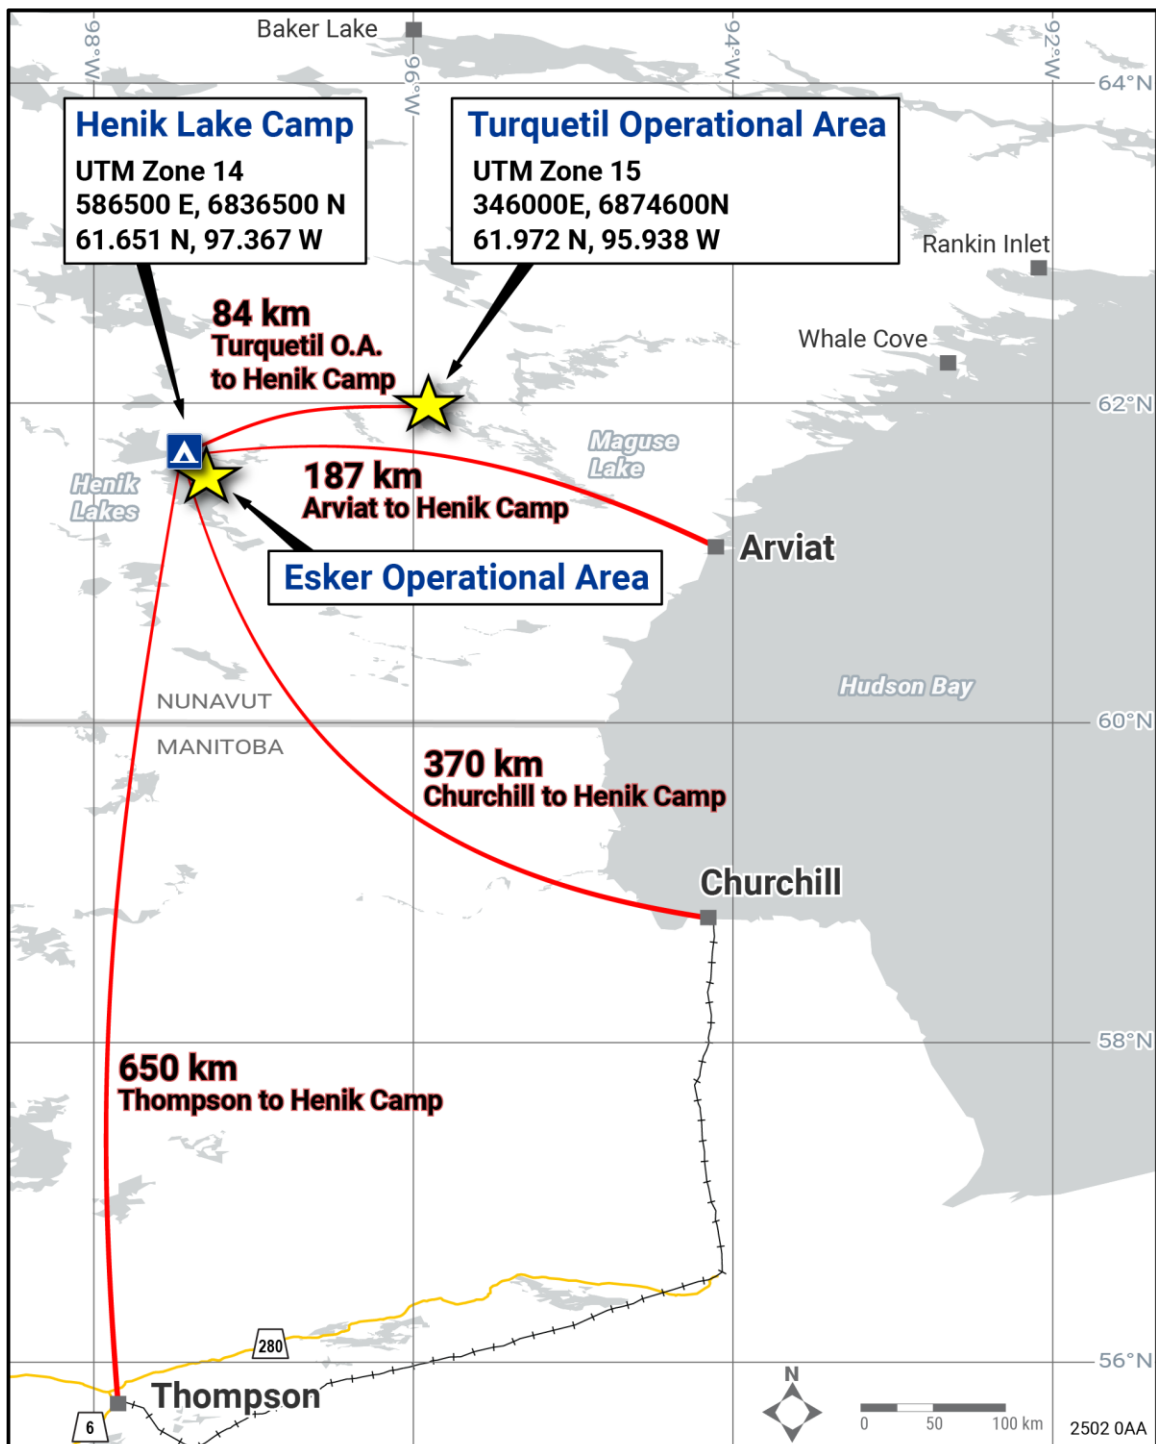 Baker Lake
98°W
96°W
94°W
92°W
64°N
Henik Lake Camp
UTM Zone 14
586500 E, 6836500 N
61.651 N, 97.367 W
Turquetil Operational Area
UTM Zone 15
346000E, 6874600N
61.972 N, 95.938 W
Rankin Inlet
Whale Cove
84 km
Turquetil O.A.
to Henik Camp
62°N
Maguse
Lake
Henik
Lakes
187 km
Arviat to Henik Camp
Arviat
Esker Operational Area
Hudson Bay
NUNAVUT
60°N
MANITOBA
370 km
Churchill to Henik Camp
Churchill
58°N
650 km
Thompson to Henik Camp
280
56°N
Thompson
6
N
0
50
100 km
2502 0AA